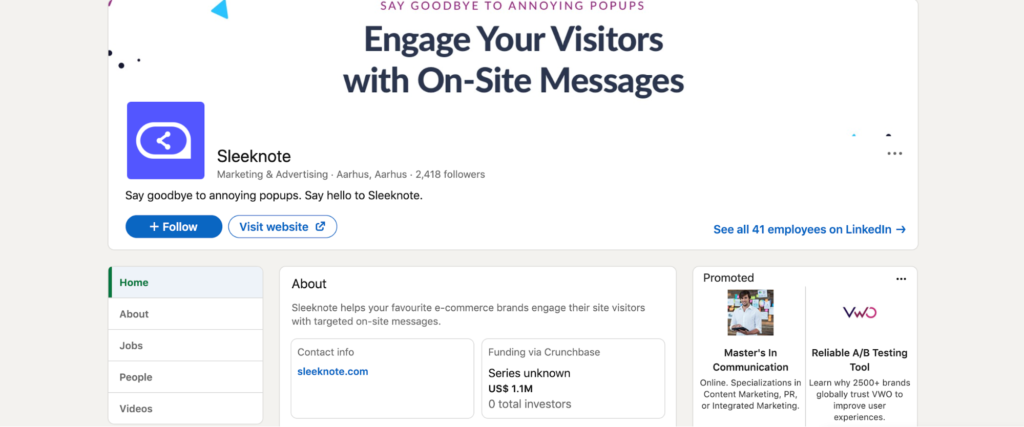 SAY GOODBYE TO ANNOYING POPUPS
Engage Your Visitors
with On-Site Messages
Sleeknote
Marketing & Advertising · Aarhus, Aarhus · 2,418 followers
Say goodbye to annoying popups. Say hello to Sleeknote.
+ Follow
Visit website
See all 41 employees on LinkedIn →
Home
About
Jobs
People
Videos
About
Sleeknote helps your favourite e-commerce brands engage their site visitors
with targeted on-site messages.
Contact info
sleeknote.com
Funding via Crunchbase
Series unknown
US$ 1.1M
0 total investors
Promoted
Master's In
Communication
Online. Specializations in
Content Marketing, PR,
or Integrated Marketing.
VWO
Reliable A/B Testing
Tool
Learn why 2500+ brands
globally trust VWO to
improve user
experiences.